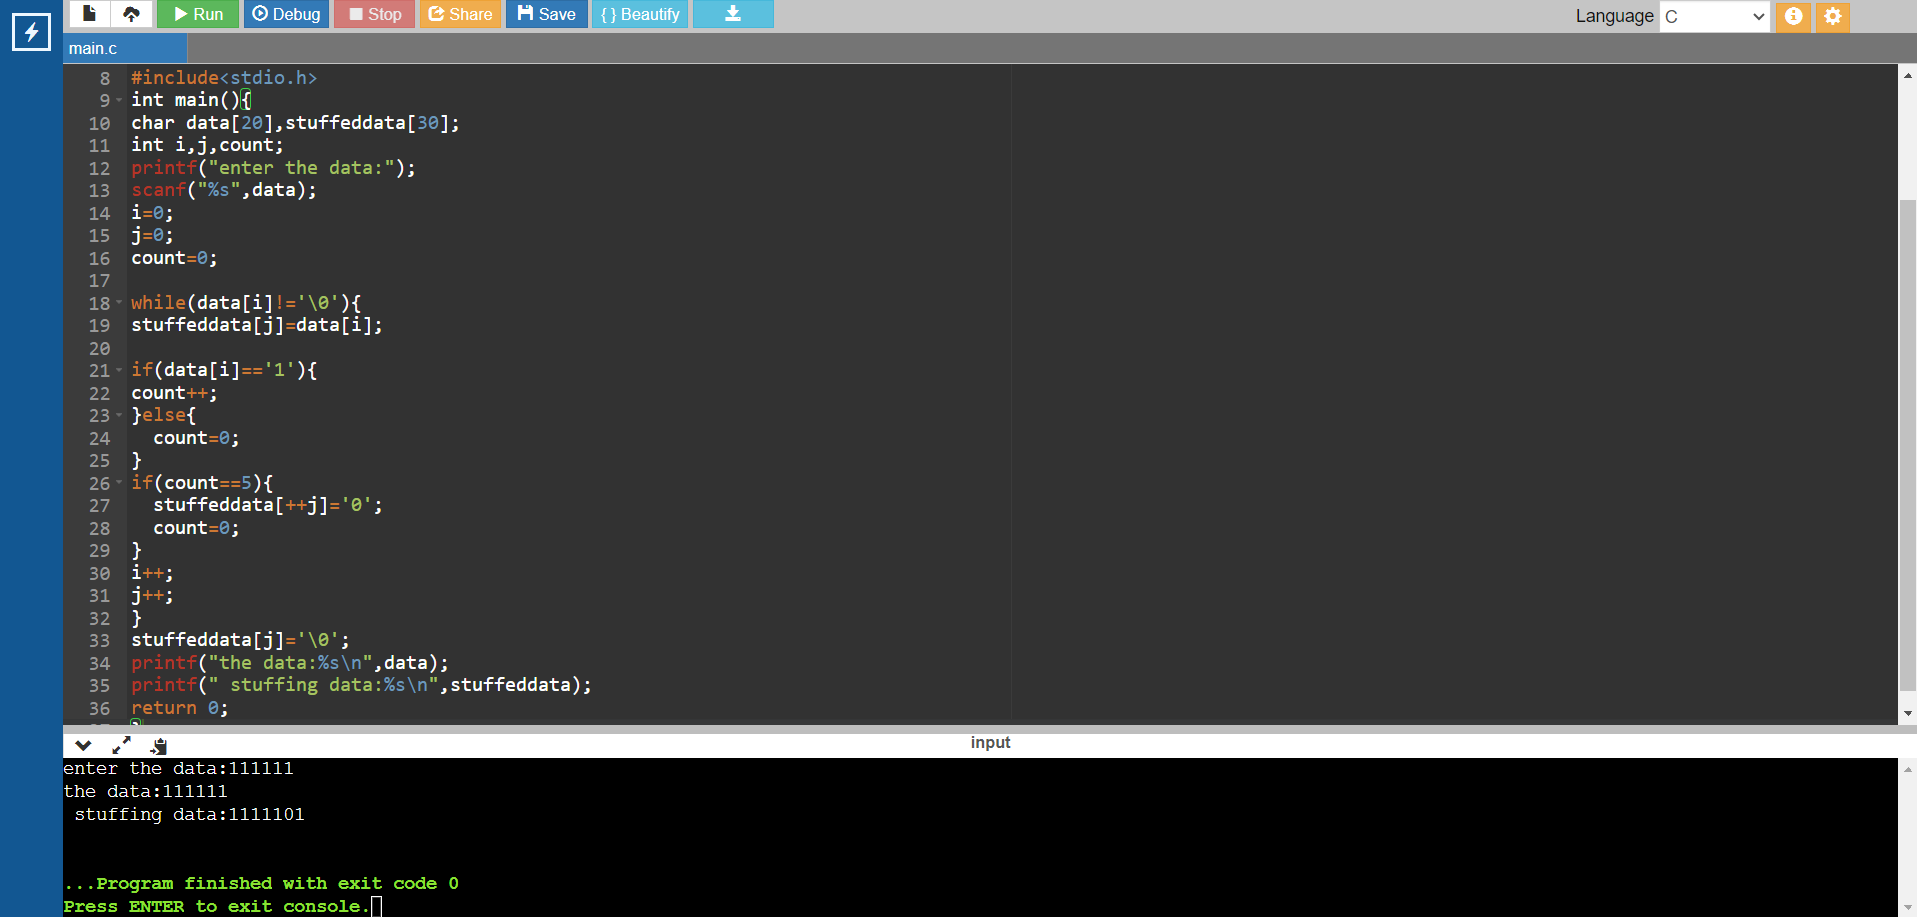 Run Debug Stop Share Save { } Beautify Language C
main.c
8 #include<stdio.h>
9 int main(){
10 char data[20],stuffeddata[30];
11 int i,j,count;
12 printf("enter the data:");
13 scanf("%s",data);
14 i=0;
15 j=0;
16 count=0;
17
18 while(data[i]!='\0'){
19 stuffeddata[j]=data[i];
20
21 if(data[i]=='1'){
22 count++;
23 }else{
24   count=0;
25 }
26 if(count==5){
27   stuffeddata[++j]='0';
28   count=0;
29 }
30 i++;
31 j++;
32 }
33 stuffeddata[j]='\0';
34 printf("the data:%s\n",data);
35 printf(" stuffing data:%s\n",stuffeddata);
36 return 0;
input
enter the data:111111
the data:111111
 stuffing data:1111101
...Program finished with exit code 0
Press ENTER to exit console.